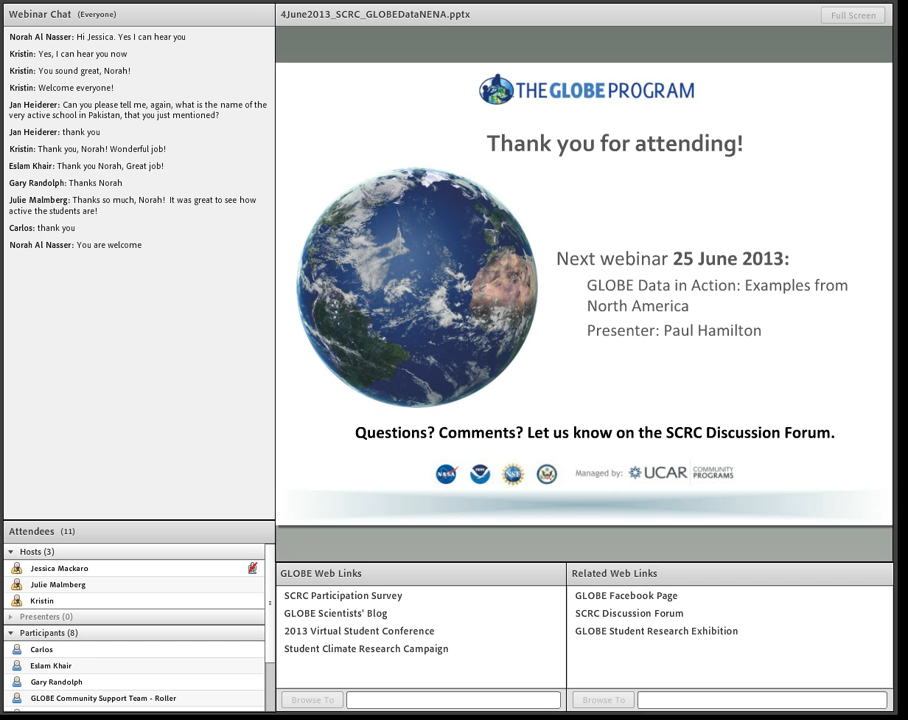 Webinar Chat (Everyone)
Norah Al Nasser: Hi Jessica. Yes I can hear you
Kristin: Yes, I can hear you now
Kristin: You sound great, Norah!
Kristin: Welcome everyone!
Jan Heiderer: Can you please tell me, again, what is the name of the
very active school in Pakistan, that you just mentioned?
Jan Heiderer: thank you
Kristin: Thank you, Norah! Wonderful job!
Eslam Khair: Thank you Norah, Great job!
Gary Randolph: Thanks Norah
Julie Malmberg: Thanks so much, Norah! It was great to see how
active the students are!
Carlos: thank you
Norah Al Nasser: You are welcome
Attendees (11)
Hosts (3)
Jessica Mackaro
Julie Malmberg
Kristin
Presenters (0)
Participants (8)
Carlos
Eslam Khair
Gary Randolph
GLOBE Community Support Team - Roller
4June2013_SCRC_GLOBEDataNENA.pptx
Full Screen
THE GLOBE PROGRAM
Thank you for attending!
Next webinar 25 June 2013:
GLOBE Data in Action: Examples from
North America
Presenter: Paul Hamilton
Questions? Comments? Let us know on the SCRC Discussion Forum.
NASA
NSF
Managed by: UCAR COMMUNITY
PROGRAMS
GLOBE Web Links
SCRC Participation Survey
GLOBE Scientists' Blog
2013 Virtual Student Conference
Student Climate Research Campaign
Browse To
Related Web Links
GLOBE Facebook Page
SCRC Discussion Forum
GLOBE Student Research Exhibition
Browse To